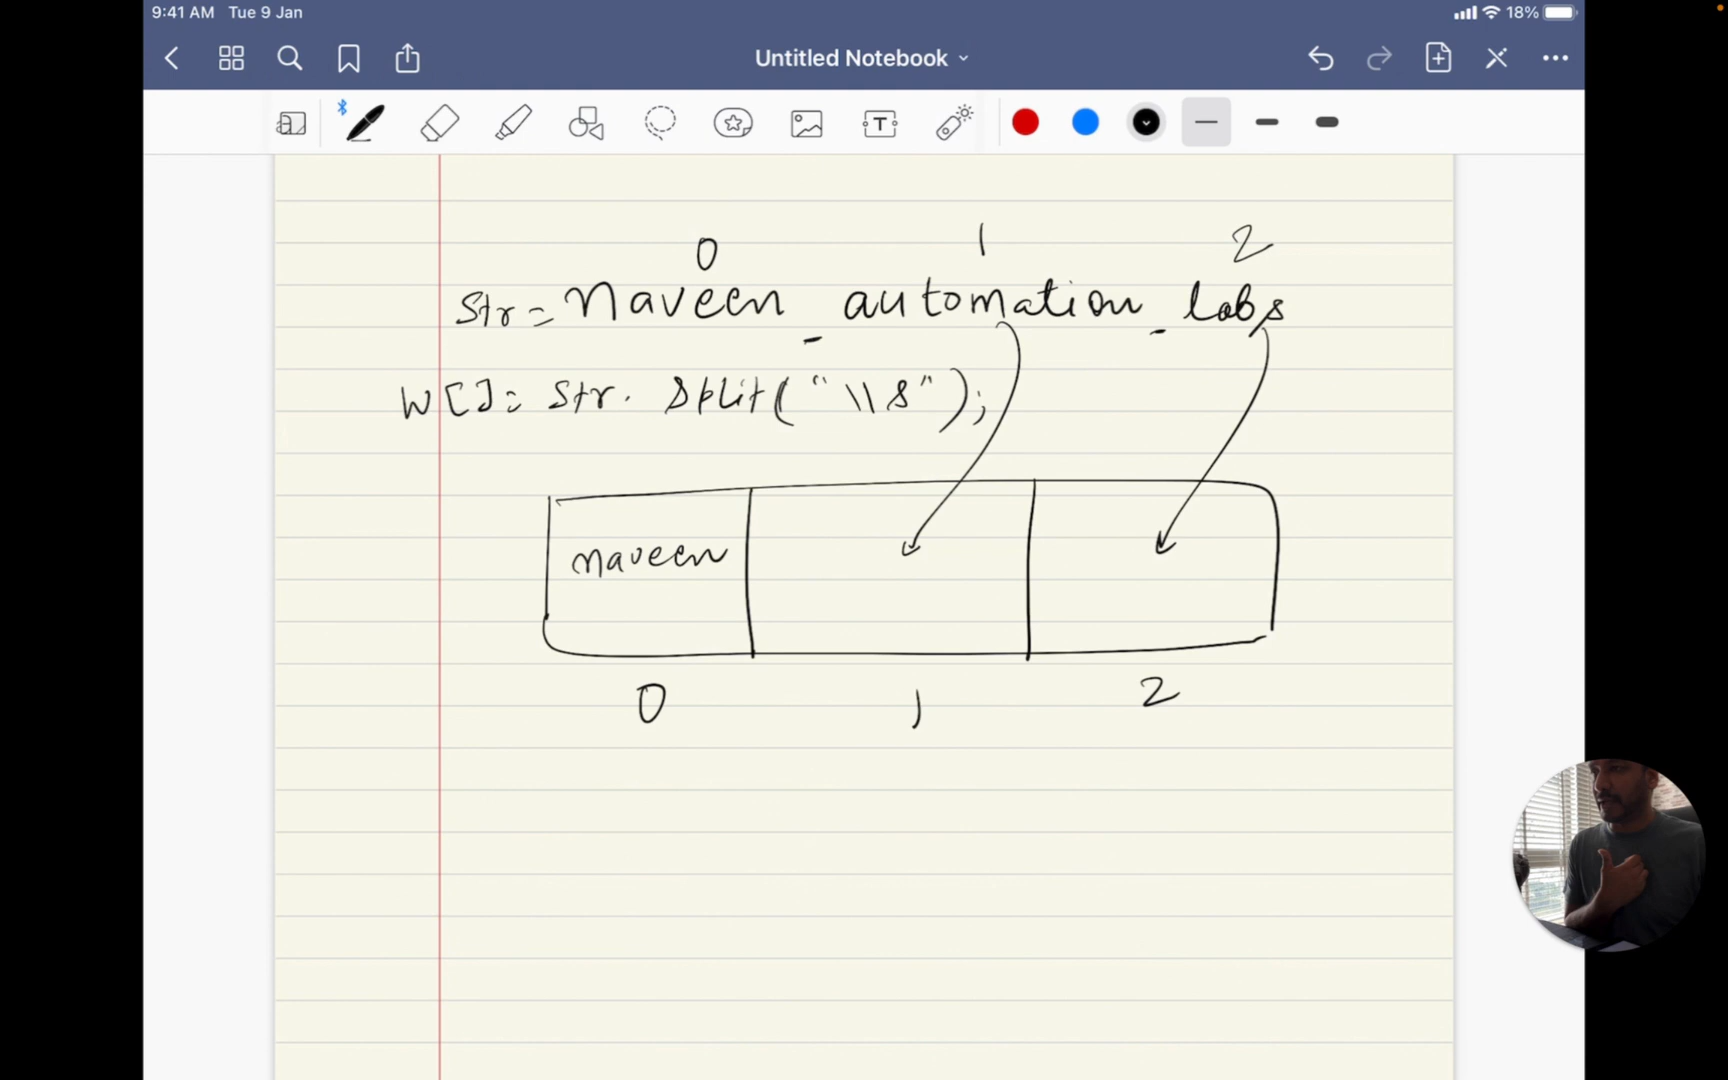 9:41 AM Tue 9 Jan 18%
Untitled Notebook
a T
0 1 2
Str = naveen _ automation _ labs
W[] = Str. Split("\\s");
naveen
0 1 2